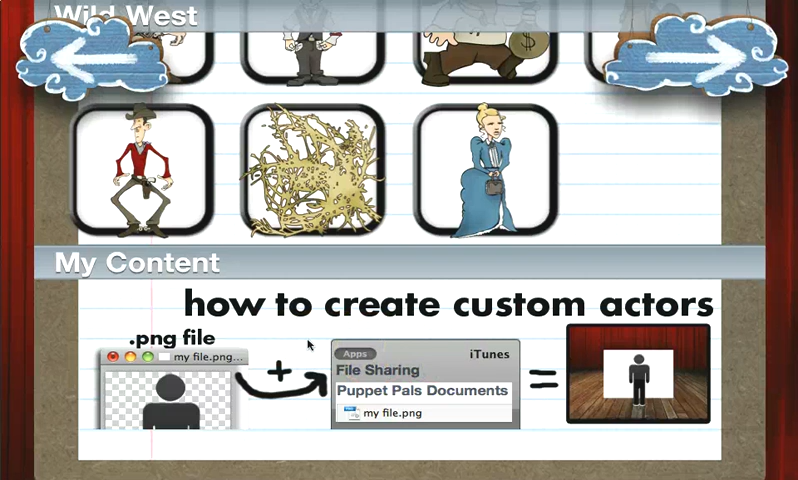 Wild West
$
My Content
how to create custom actors
.png file
my file.png...
+
Apps
iTunes
File Sharing
Puppet Pals Documents
my file.png
=